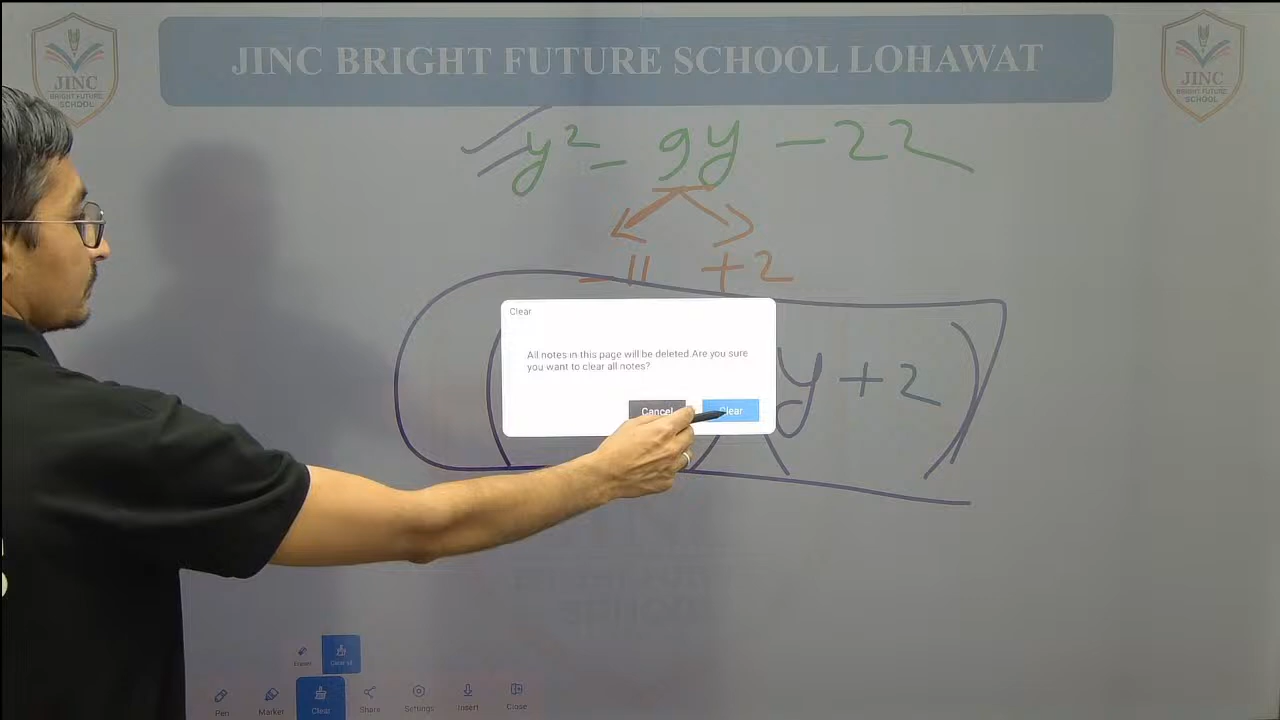 JINC BRIGHT FUTURE SCHOOL LOHAWAT
JINC
BRIGHT FUTURE
SCHOOL
JINC
BRIGHT FUTURE
SCHOOL
y² - 9y - 22
-11 +2
Clear
All notes in this page will be deleted.Are you sure
you want to clear all notes?
Cancel Clear
y + 2)
Clear all
Pen Marker Clear Share Settings Insert Close